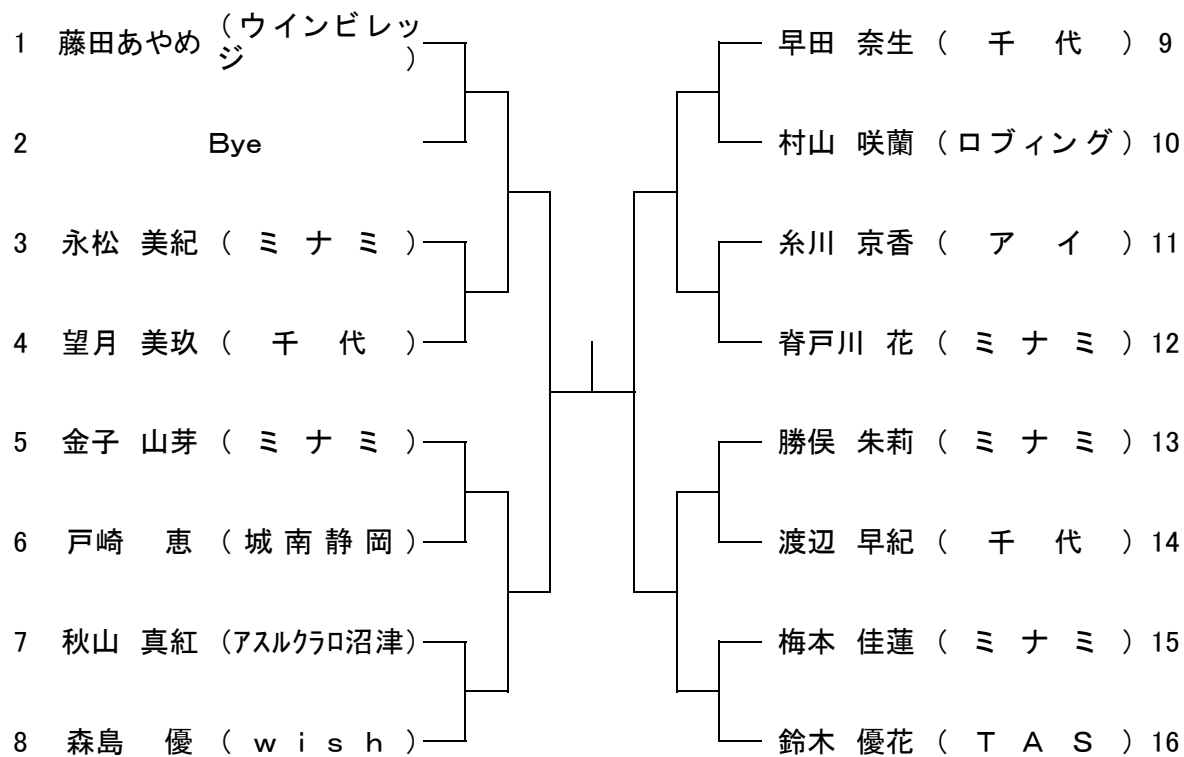 1 藤田あやめ (ウインビレッジ)
2 Bye
3 永松 美紀 (ミナミ)
4 望月 美玖 (千代)
5 金子 山芽 (ミナミ)
6 戸崎 恵 (城南静岡)
7 秋山 真紅 (ｱｽﾙｸﾗﾛ沼津)
8 森島 優 (ｗｉｓｈ)
早田 奈生 (千代) 9
村山 咲蘭 (ロブィング) 10
糸川 京香 (アイ) 11
脊戸川 花 (ミナミ) 12
勝俣 朱莉 (ミナミ) 13
渡辺 早紀 (千代) 14
梅本 佳蓮 (ミナミ) 15
鈴木 優花 (ＴＡＳ) 16